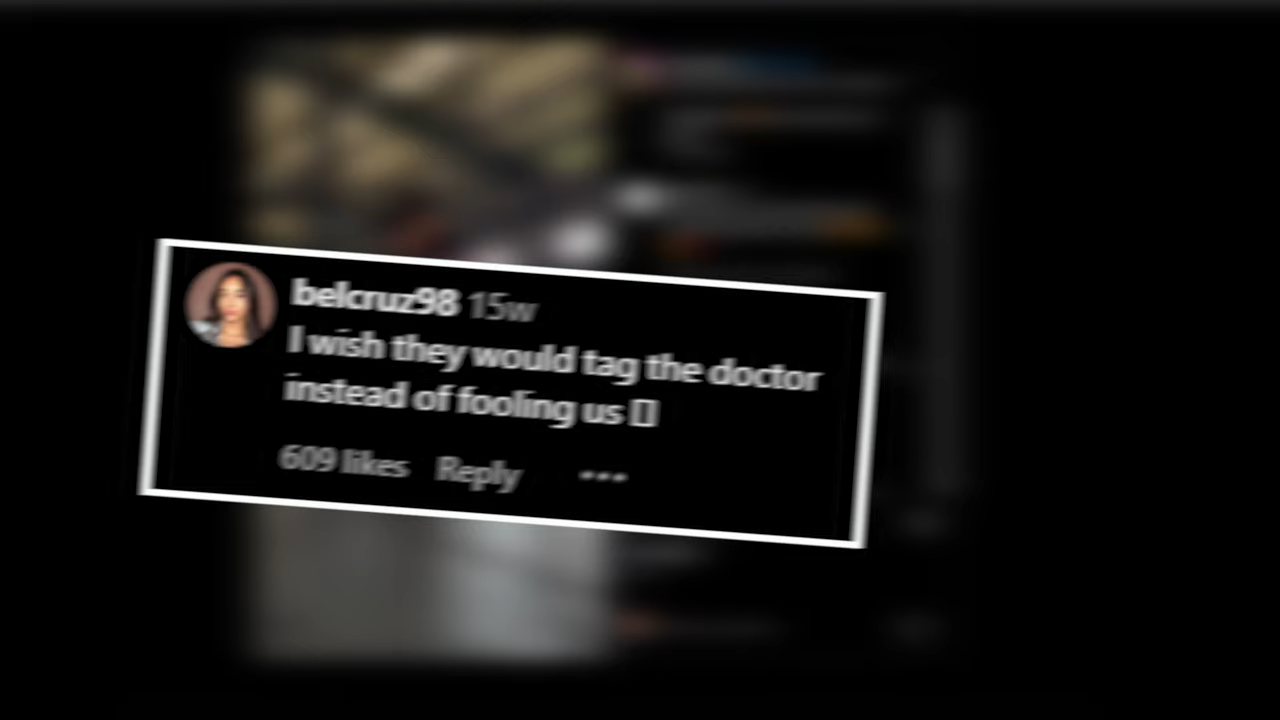 belcruz98 15w
I wish they would tag the doctor
instead of fooling us
609 likes Reply ...